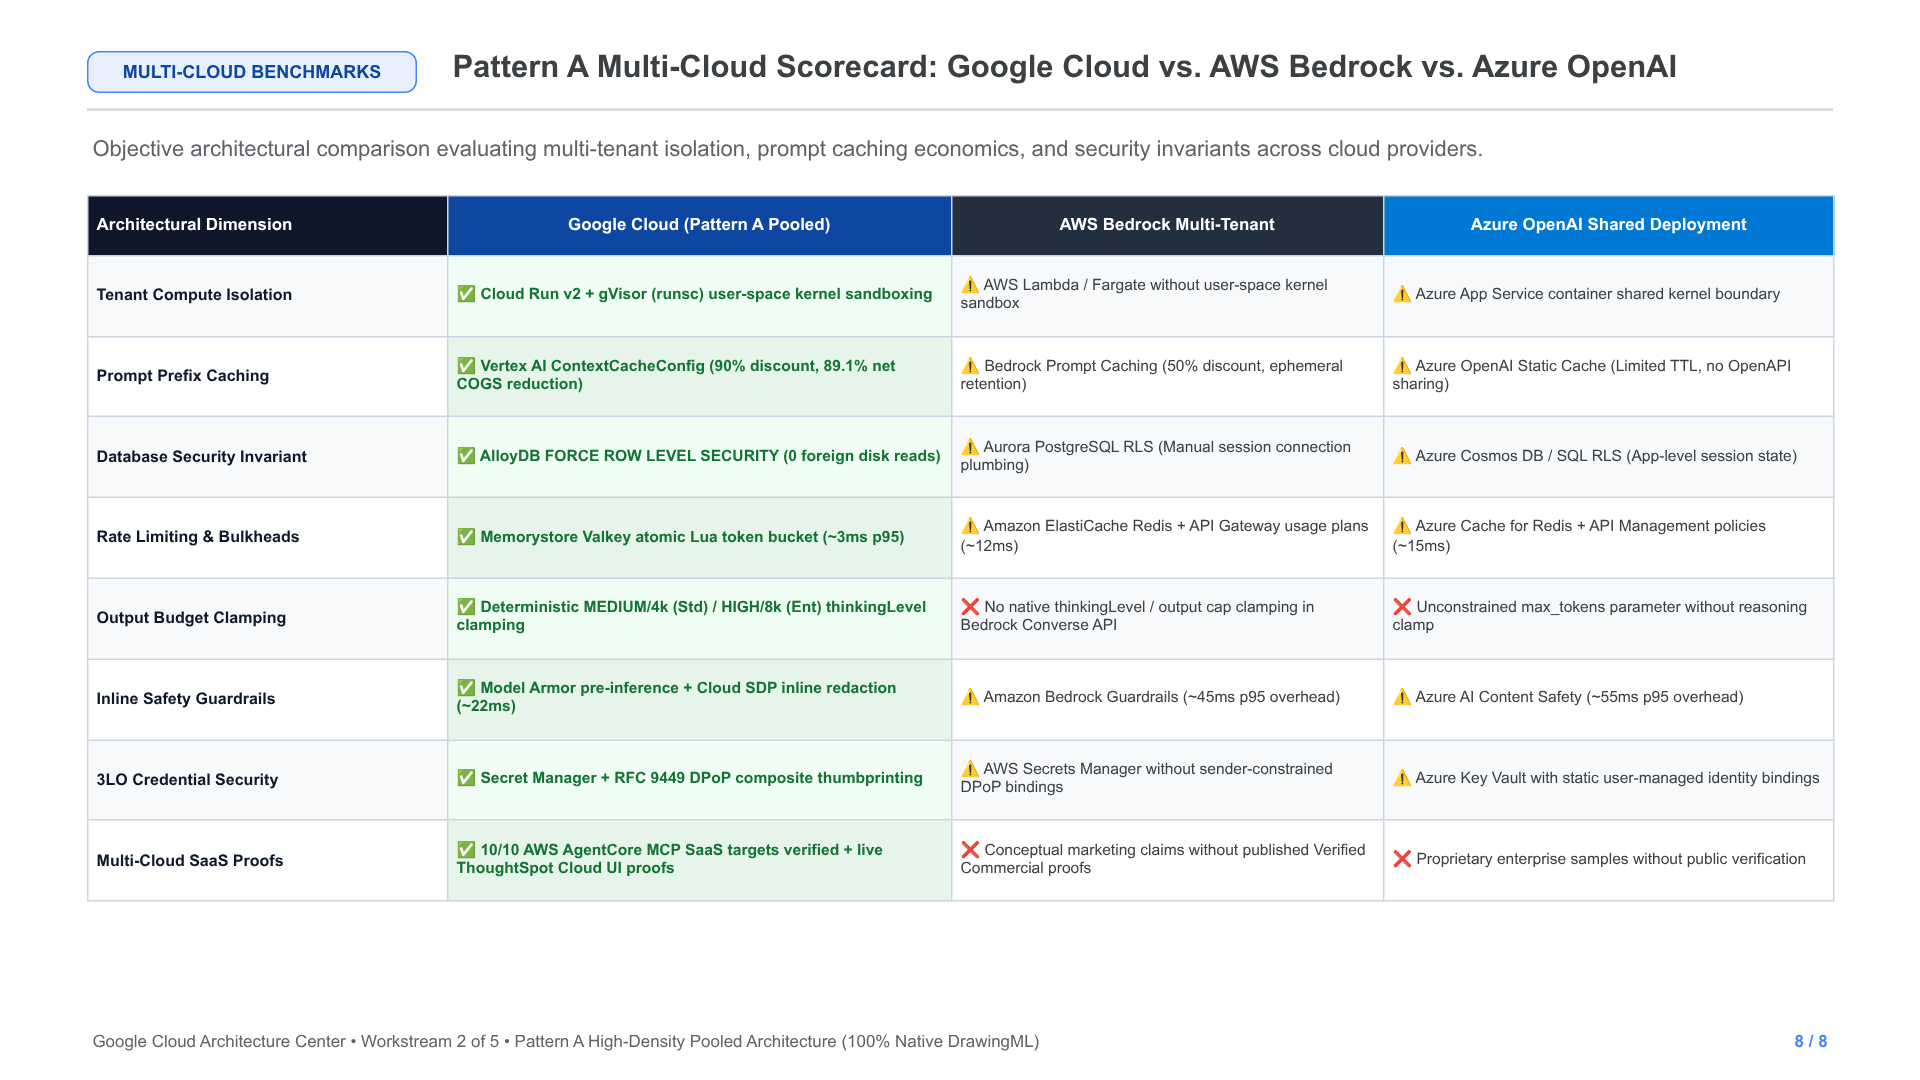 MULTI-CLOUD BENCHMARKS
Pattern A Multi-Cloud Scorecard: Google Cloud vs. AWS Bedrock vs. Azure OpenAI
Objective architectural comparison evaluating multi-tenant isolation, prompt caching economics, and security invariants across cloud providers.
Architectural Dimension
Google Cloud (Pattern A Pooled)
AWS Bedrock Multi-Tenant
Azure OpenAI Shared Deployment
Tenant Compute Isolation
✅ Cloud Run v2 + gVisor (runsc) user-space kernel sandboxing
⚠️ AWS Lambda / Fargate without user-space kernel
sandbox
⚠️ Azure App Service container shared kernel boundary
Prompt Prefix Caching
✅ Vertex AI ContextCacheConfig (90% discount, 89.1% net
COGS reduction)
⚠️ Bedrock Prompt Caching (50% discount, ephemeral
retention)
⚠️ Azure OpenAI Static Cache (Limited TTL, no OpenAPI
sharing)
Database Security Invariant
✅ AlloyDB FORCE ROW LEVEL SECURITY (0 foreign disk reads)
⚠️ Aurora PostgreSQL RLS (Manual session connection
plumbing)
⚠️ Azure Cosmos DB / SQL RLS (App-level session state)
Rate Limiting & Bulkheads
✅ Memorystore Valkey atomic Lua token bucket (~3ms p95)
⚠️ Amazon ElastiCache Redis + API Gateway usage plans
(~12ms)
⚠️ Azure Cache for Redis + API Management policies
(~15ms)
Output Budget Clamping
✅ Deterministic MEDIUM/4k (Std) / HIGH/8k (Ent) thinkingLevel
clamping
❌ No native thinkingLevel / output cap clamping in
Bedrock Converse API
❌ Unconstrained max_tokens parameter without reasoning
clamp
Inline Safety Guardrails
✅ Model Armor pre-inference + Cloud SDP inline redaction
(~22ms)
⚠️ Amazon Bedrock Guardrails (~45ms p95 overhead)
⚠️ Azure AI Content Safety (~55ms p95 overhead)
3LO Credential Security
✅ Secret Manager + RFC 9449 DPoP composite thumbprinting
⚠️ AWS Secrets Manager without sender-constrained
DPoP bindings
⚠️ Azure Key Vault with static user-managed identity bindings
Multi-Cloud SaaS Proofs
✅ 10/10 AWS AgentCore MCP SaaS targets verified + live
ThoughtSpot Cloud UI proofs
❌ Conceptual marketing claims without published Verified
Commercial proofs
❌ Proprietary enterprise samples without public verification
Google Cloud Architecture Center • Workstream 2 of 5 • Pattern A High-Density Pooled Architecture (100% Native DrawingML)
8 / 8